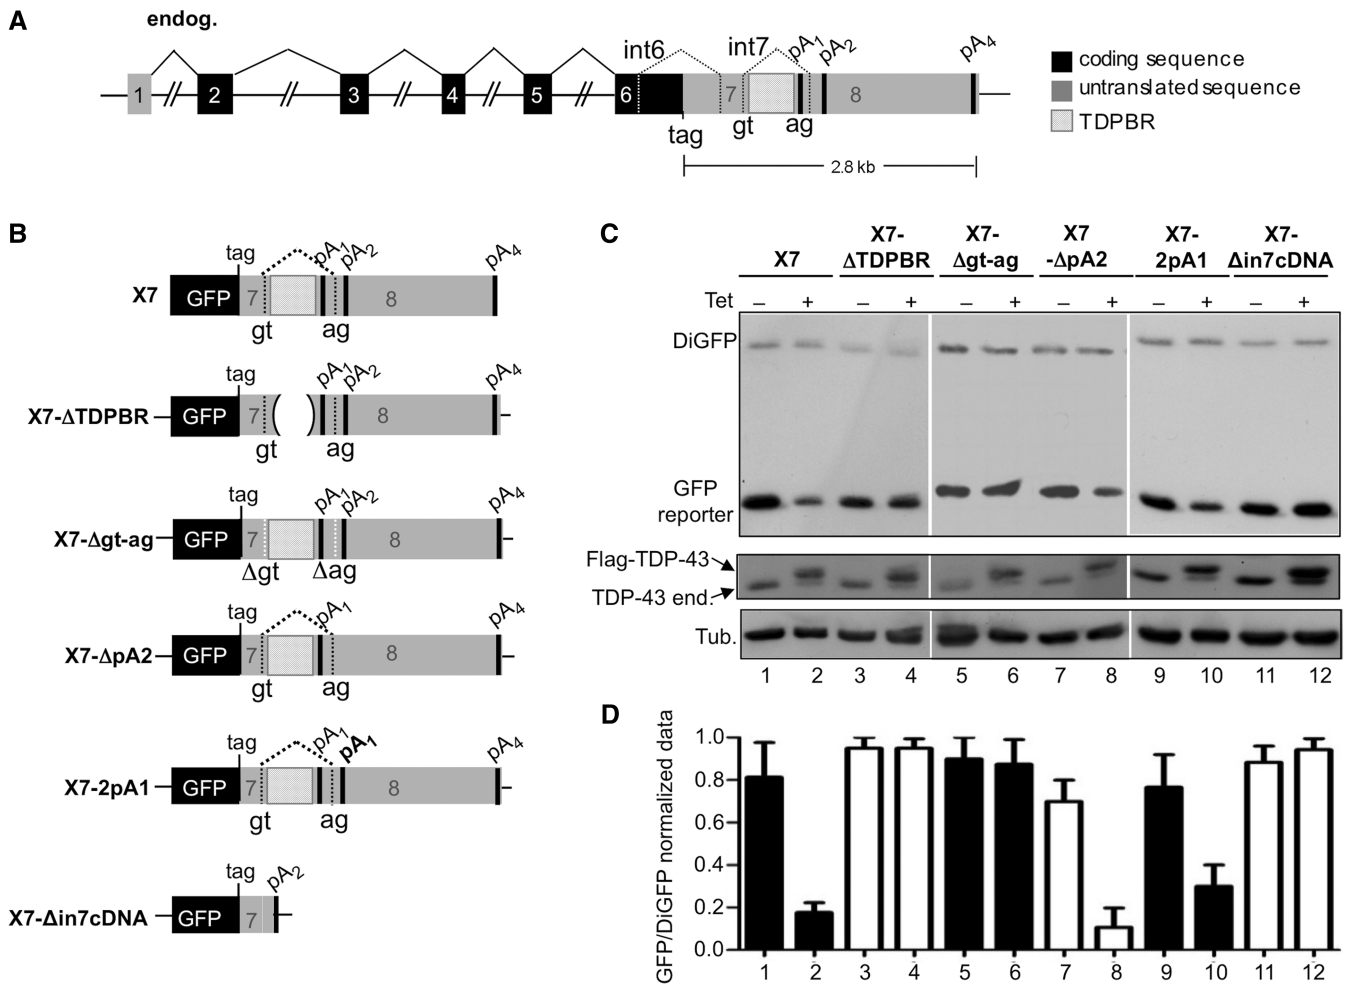 A
endog.
int6 int7 pA1 pA2 pA4
1 2 3 4 5 6 7 8
tag gt ag
2.8 kb
coding sequence
untranslated sequence
TDPBR
B
tag pA1 pA2 pA4
X7 GFP 7 8
gt ag
tag pA1 pA2 pA4
X7-ΔTDPBR GFP 7 8
gt ag
tag pA1 pA2 pA4
X7-Δgt-ag GFP 7 8
Δgt Δag
tag pA1 pA4
X7-ΔpA2 GFP 7 8
gt ag
tag pA1 pA1 pA4
X7-2pA1 GFP 7 8
gt ag
tag pA2
X7-Δin7cDNA GFP 7
C
X7 X7-ΔTDPBR X7-Δgt-ag X7-ΔpA2 X7-2pA1 X7-Δin7cDNA
Tet – + – + – + – + – + – +
DiGFP
GFP
reporter
Flag-TDP-43
TDP-43 end.
Tub.
1 2 3 4 5 6 7 8 9 10 11 12
D
GFP/DiGFP normalized data
1.0
0.8
0.6
0.4
0.2
0.0
1 2 3 4 5 6 7 8 9 10 11 12